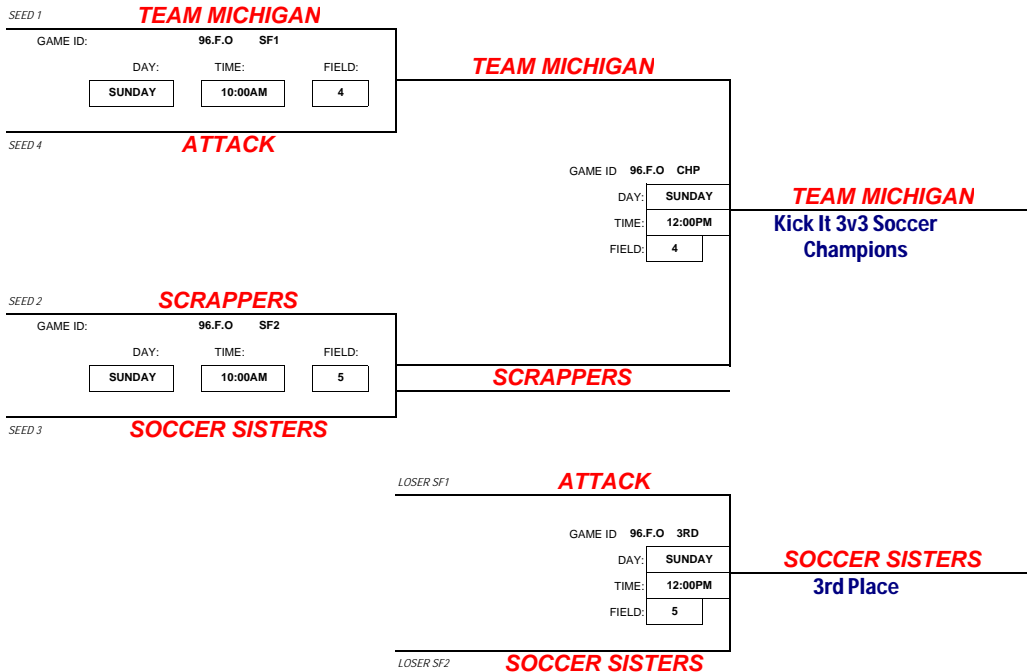 SEED 1 TEAM MICHIGAN
GAME ID: 96.F.O SF1
DAY: TIME: FIELD:
SUNDAY 10:00AM 4
TEAM MICHIGAN
SEED 4 ATTACK
GAME ID 96.F.O CHP
DAY: SUNDAY
TIME: 12:00PM
FIELD: 4
TEAM MICHIGAN
Kick It 3v3 Soccer
Champions
SEED 2 SCRAPPERS
GAME ID: 96.F.O SF2
DAY: TIME: FIELD:
SUNDAY 10:00AM 5
SCRAPPERS
SEED 3 SOCCER SISTERS
LOSER SF1 ATTACK
GAME ID 96.F.O 3RD
DAY: SUNDAY
TIME: 12:00PM
FIELD: 5
SOCCER SISTERS
3rd Place
LOSER SF2 SOCCER SISTERS